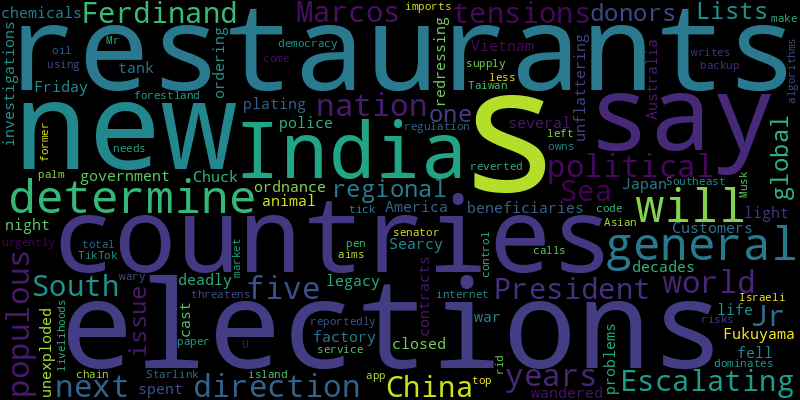 chemicals Ferdinand Marcos imports tensions donors Lists
restaurants
investigations oil using Mr tank democracy come ordering redressing Vietnam supply less Taiwan unflattering Australia writes backup make algorithms
Friday forestland plating nation one several say
new India S
former needs police regulation left owns political global
palm government Chuck reverted Japan Southeast Musk
determine ordnance animal regional Sea will
night tick America beneficiaries code Asian Customers light
countries
urgently total TikTok market pen aims senator Searcy control calls decades general
populous South deadly five legacy contracts internet President world
threatens cast war Israeli
elections
issue unexploded livelihoods reportedly factory paper U service closed life risks Jr Fukuyama
chain Starlink island app top rid problems fell dominates
next spent direction China years wandered Escalating
wary